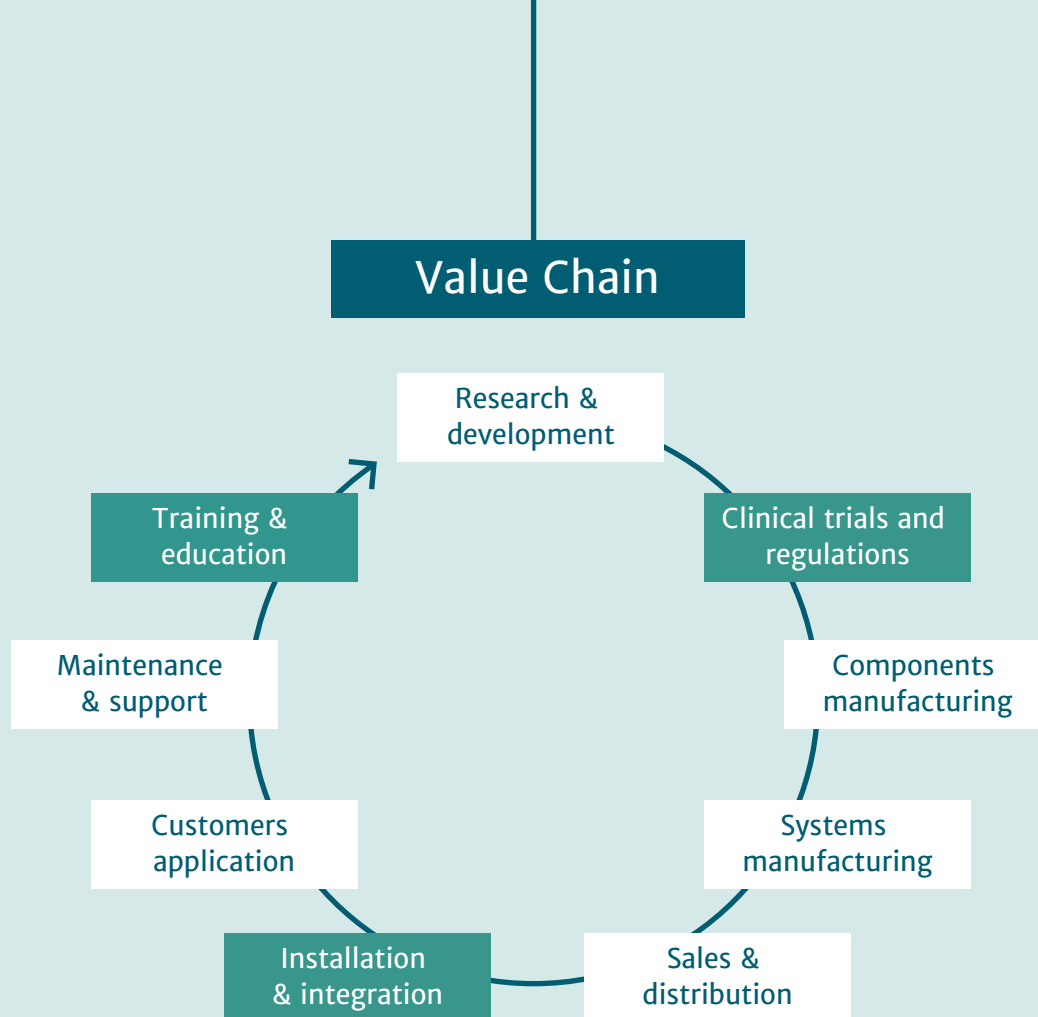 Value Chain
Research &
development
Clinical trials and
regulations
Components
manufacturing
Systems
manufacturing
Sales &
distribution
Installation
& integration
Customers
application
Maintenance
& support
Training &
education